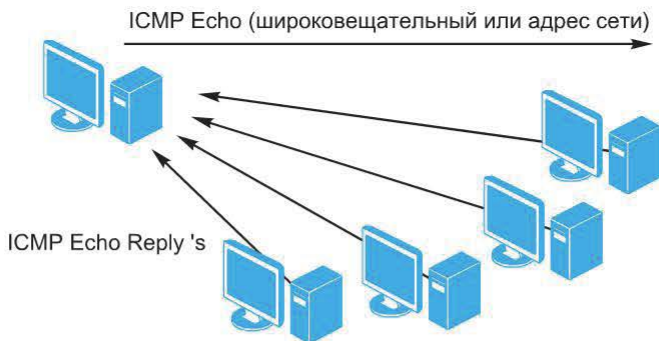 ICMP Echo (широковещательный или адрес сети)
ICMP Echo Reply 's